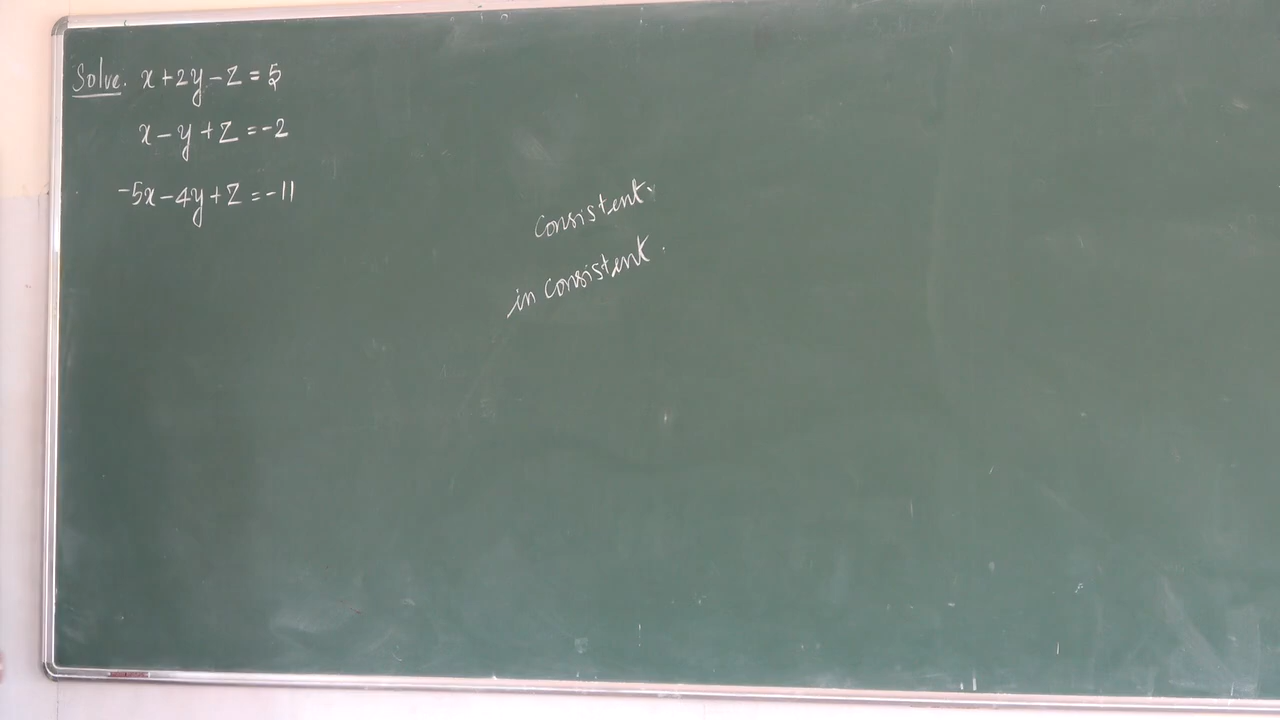 Solve. x+2y-z=5
x-y+z=-2
-5x-4y+z=-11
consistent.
in consistent.